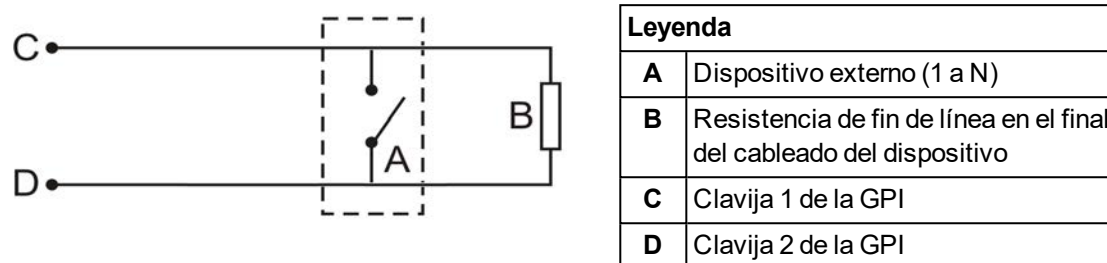 C
B
A
D
Leyenda
A Dispositivo externo (1 a N)
B Resistencia de fin de línea en el final
del cableado del dispositivo
C Clavija 1 de la GPI
D Clavija 2 de la GPI